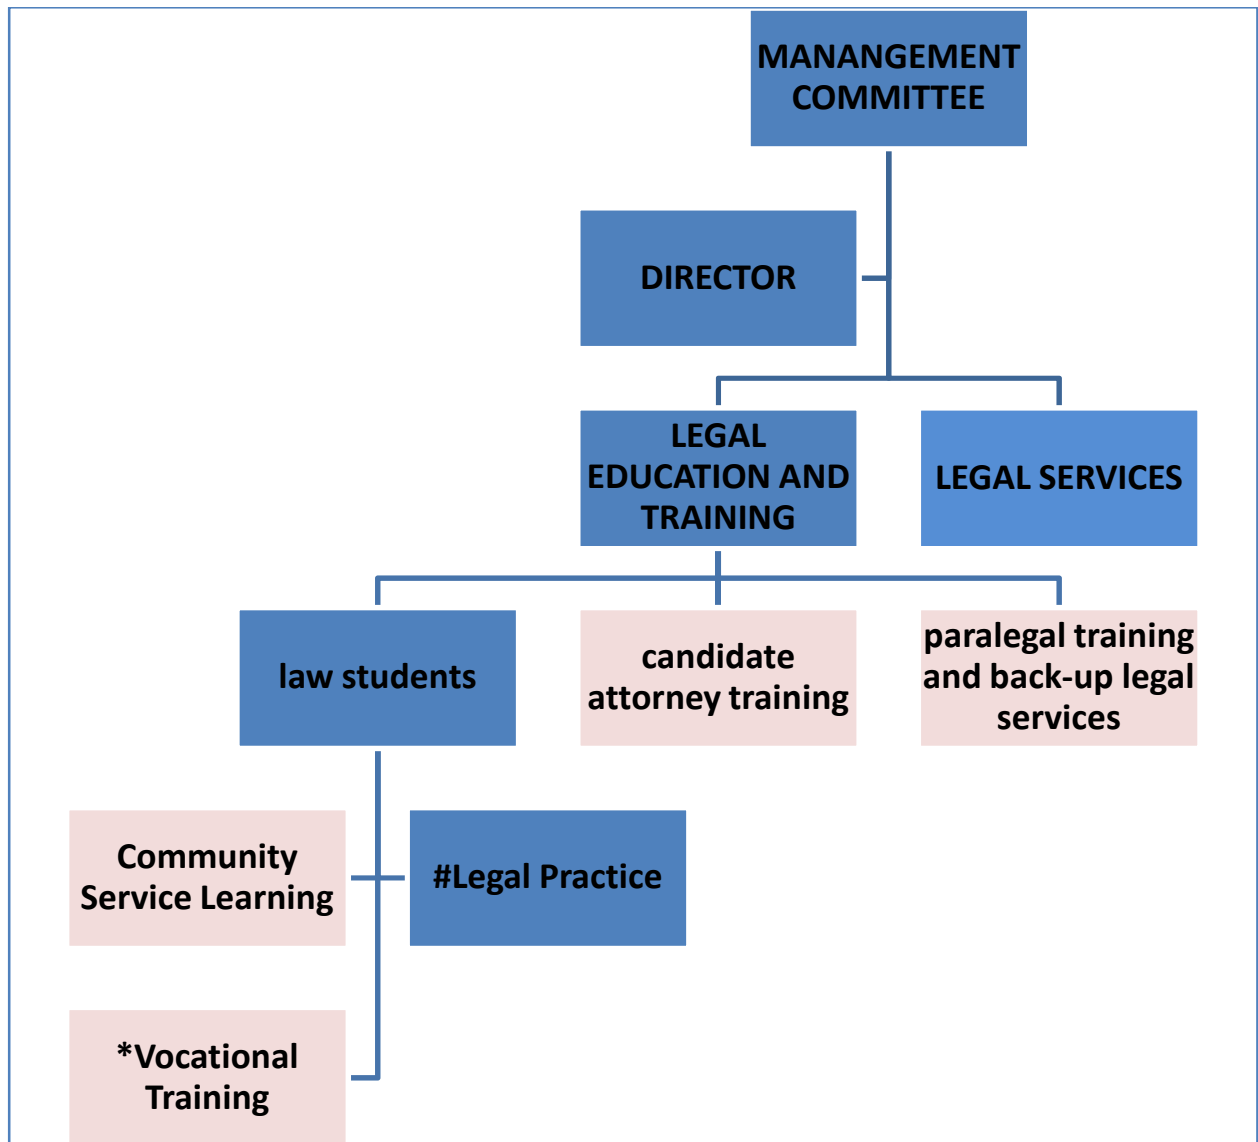 MANANGEMENT
COMMITTEE
DIRECTOR
LEGAL
EDUCATION AND
TRAINING
LEGAL SERVICES
law students
candidate
attorney training
paralegal training
and back-up legal
services
Community
Service Learning
#Legal Practice
*Vocational
Training